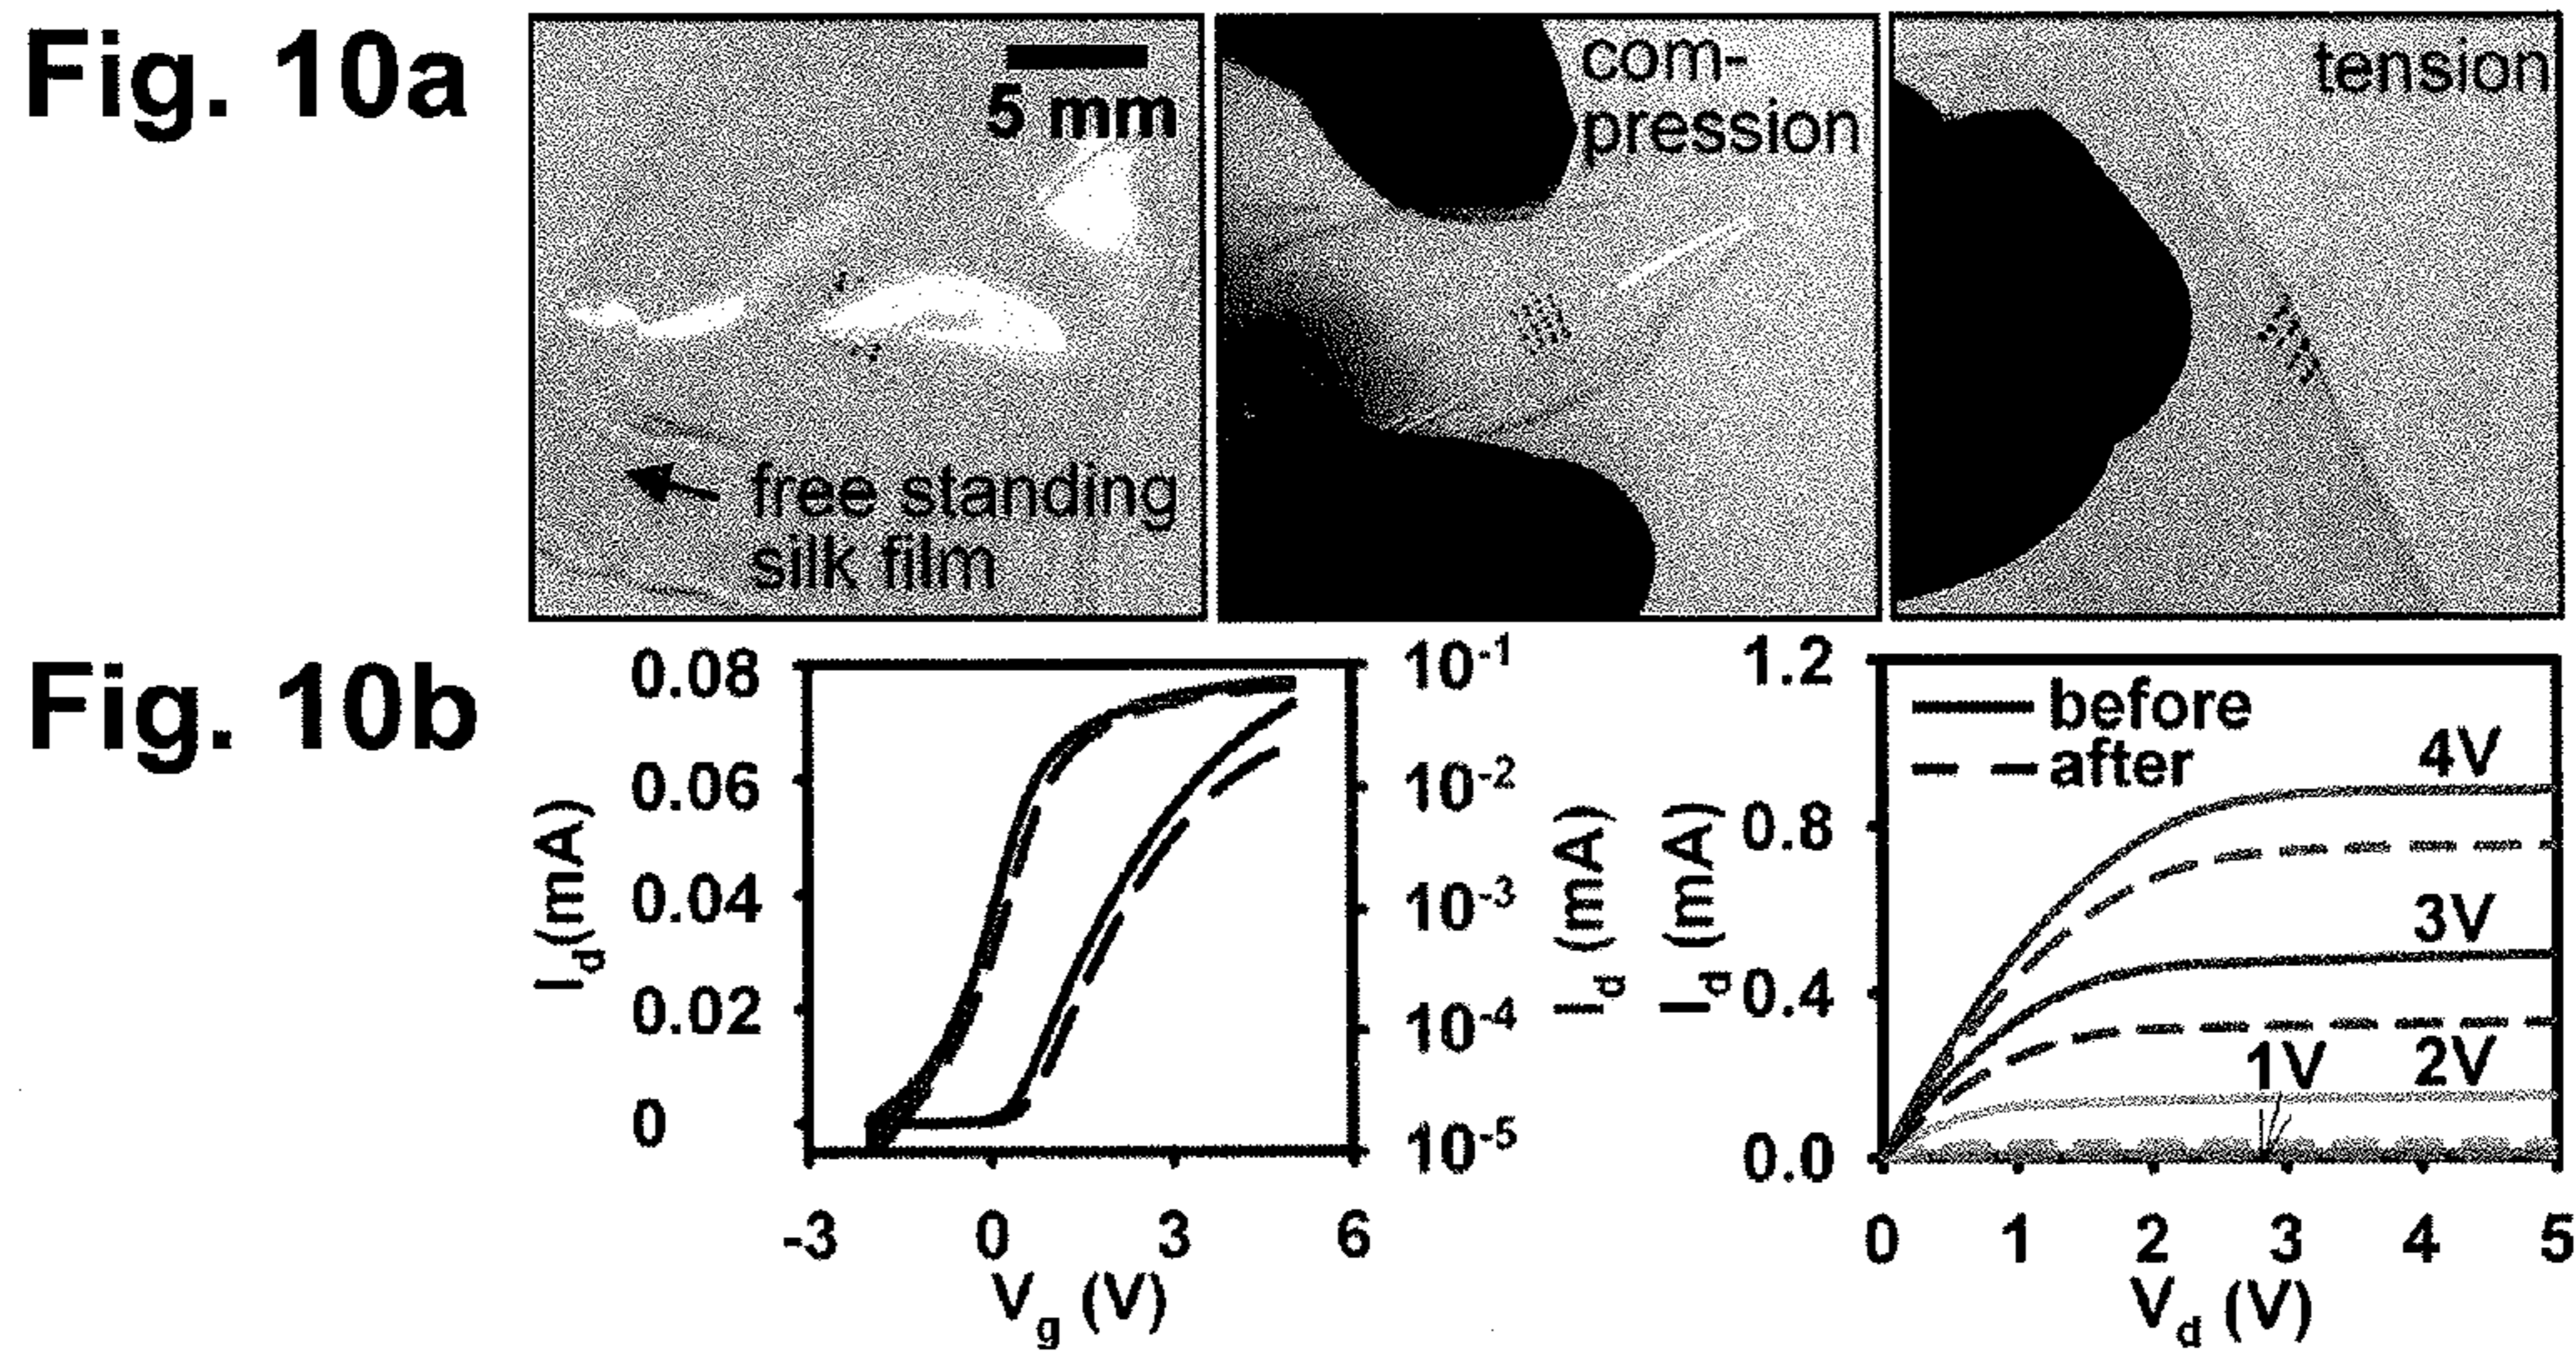 Fig. 10a
5 mm
free standing
silk film
com-
pression
tension
Fig. 10b
0.08
0.06
0.04
0.02
0
I_d(mA)
10^-1
10^-2
10^-3
10^-4
10^-5
I_d (mA)
-3 0 3 6
V_g (V)
I_d (mA)
1.2
0.8
0.4
0.0
before
after
4V
3V
1V 2V
0 1 2 3 4 5
V_d (V)